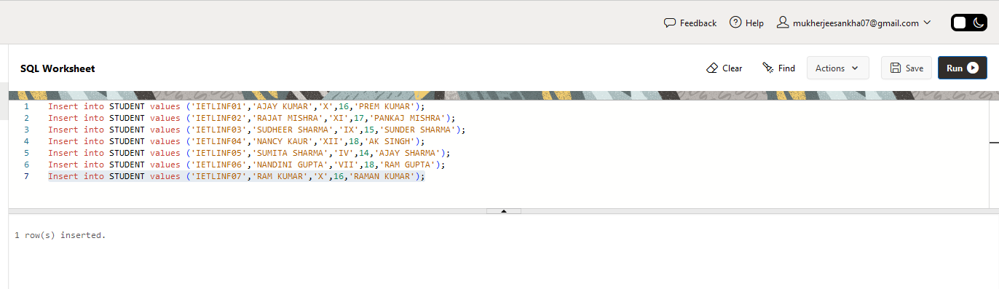 Feedback Help mukherjeesankha07@gmail.com
SQL Worksheet Clear Find Actions Save Run
1 Insert into STUDENT values ('IETLINF01','AJAY KUMAR','X',16,'PREM KUMAR');
2 Insert into STUDENT values ('IETLINF02','RAJAT MISHRA','XI',17,'PANKAJ MISHRA');
3 Insert into STUDENT values ('IETLINF03','SUDHEER SHARMA','IX',15,'SUNDER SHARMA');
4 Insert into STUDENT values ('IETLINF04','NANCY KAUR','XII',18,'AK SINGH');
5 Insert into STUDENT values ('IETLINF05','SUMITA SHARMA','IV',14,'AJAY SHARMA');
6 Insert into STUDENT values ('IETLINF06','NANDINI GUPTA','VII',18,'RAM GUPTA');
7 Insert into STUDENT values ('IETLINF07','RAM KUMAR','X',16,'RAMAN KUMAR');
1 row(s) inserted.